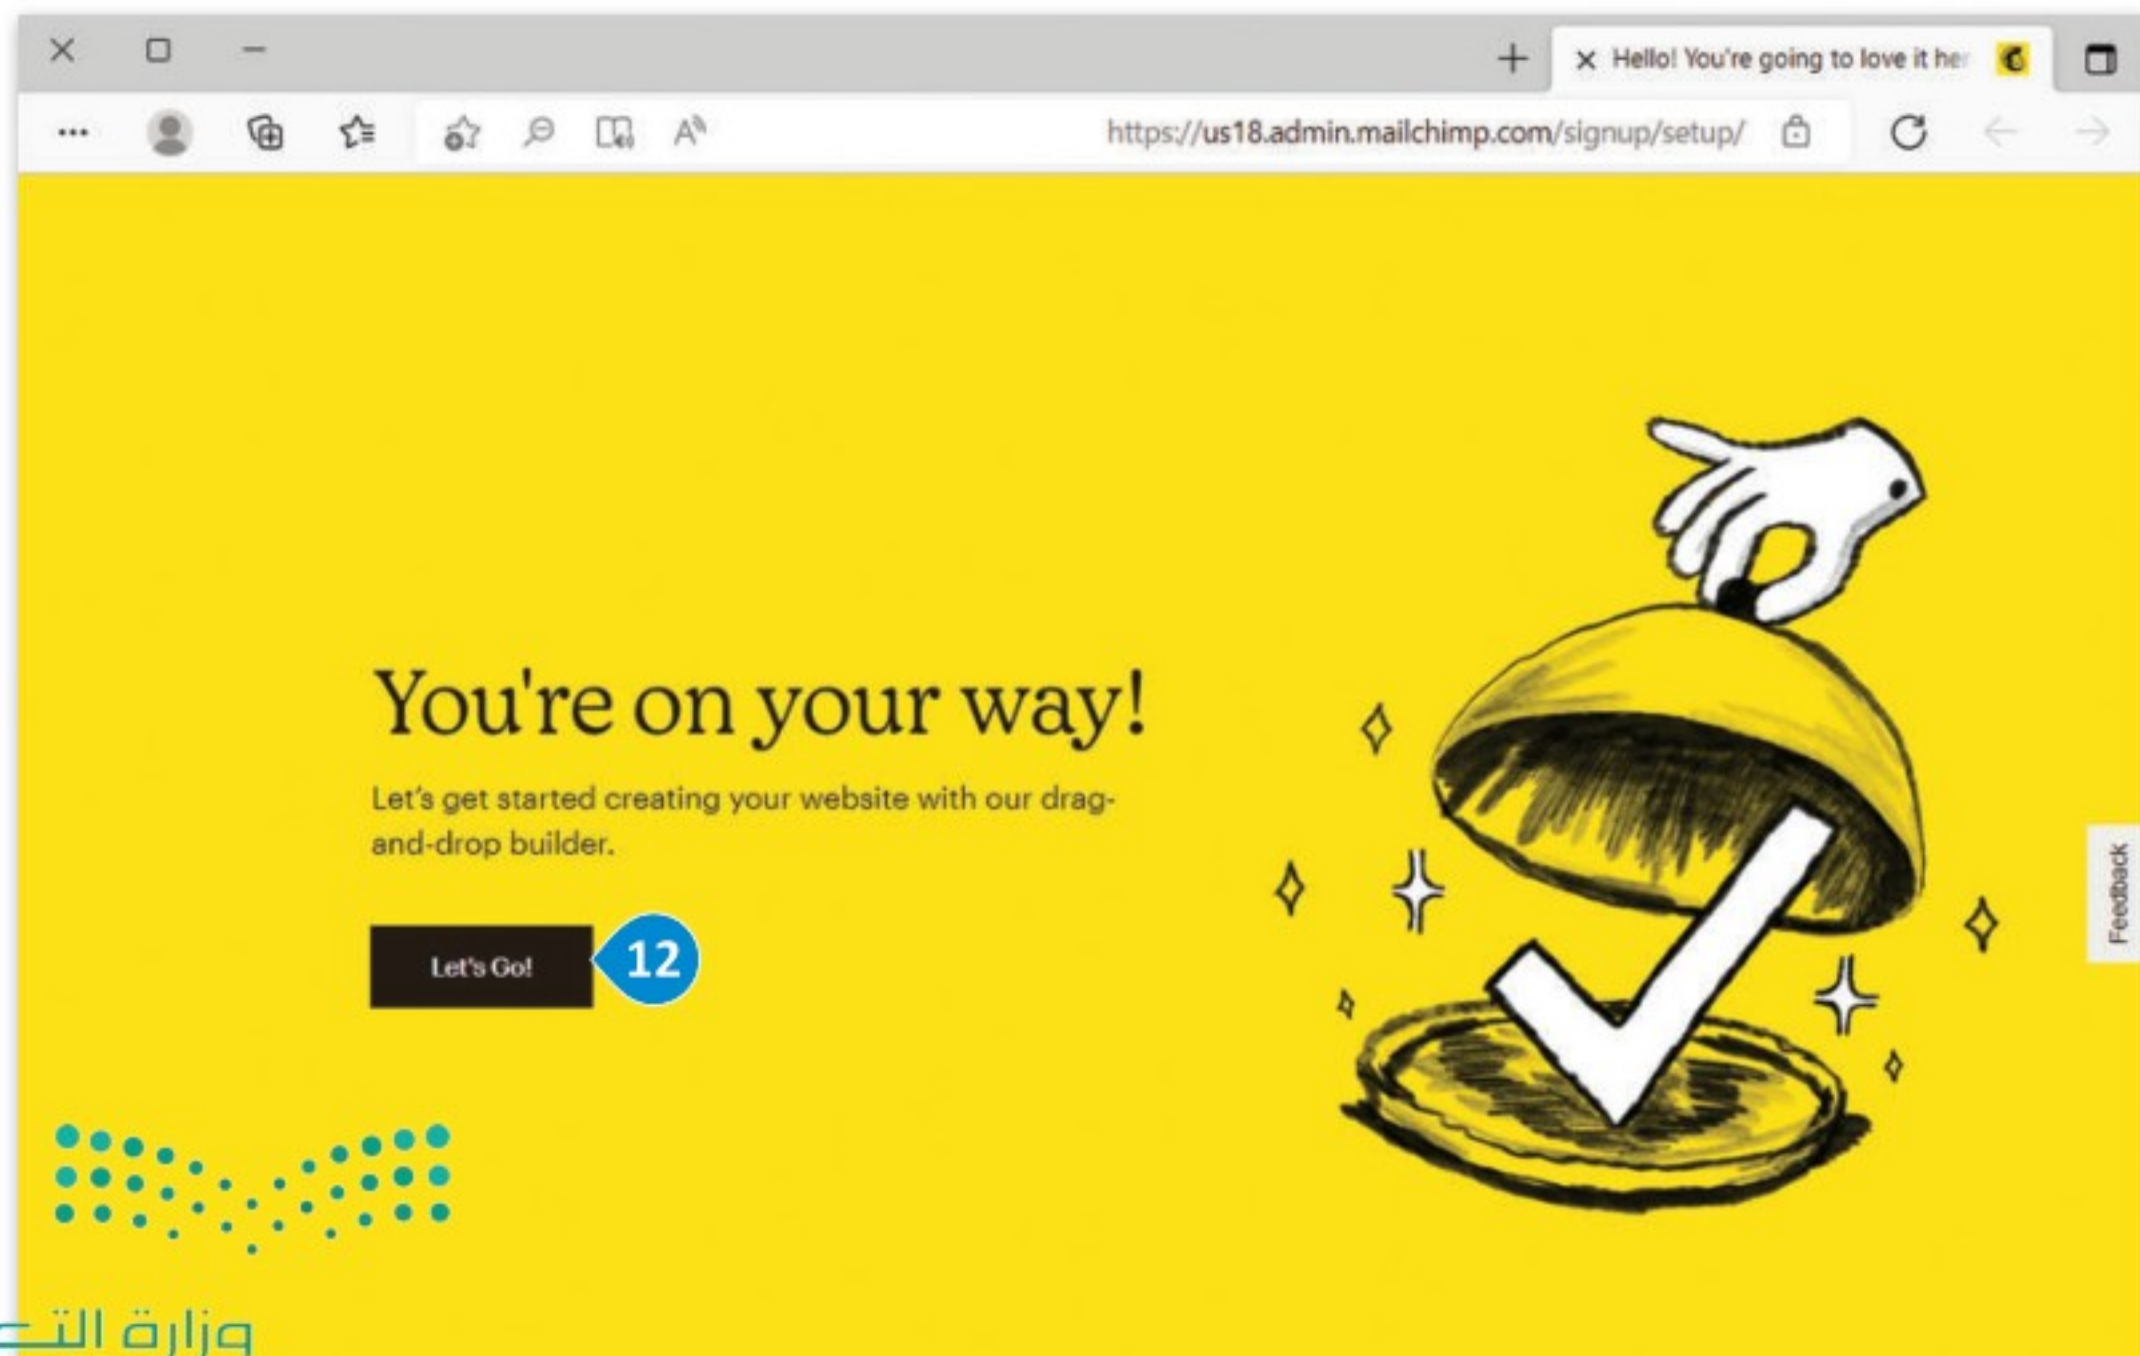 Hello! You're going to love it her
https://us18.admin.mailchimp.com/signup/setup/
You're on your way!
Let's get started creating your website with our drag-
and-drop builder.
Let's Go!
12
Feedback
وزارة التـ